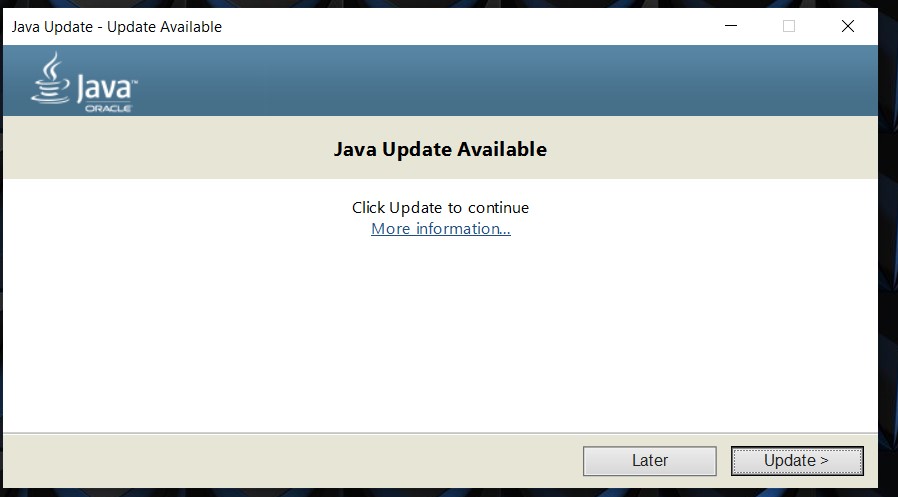 Java Update - Update Available
Java™
ORACLE
Java Update Available
Click Update to continue
More information...
Later
Update >